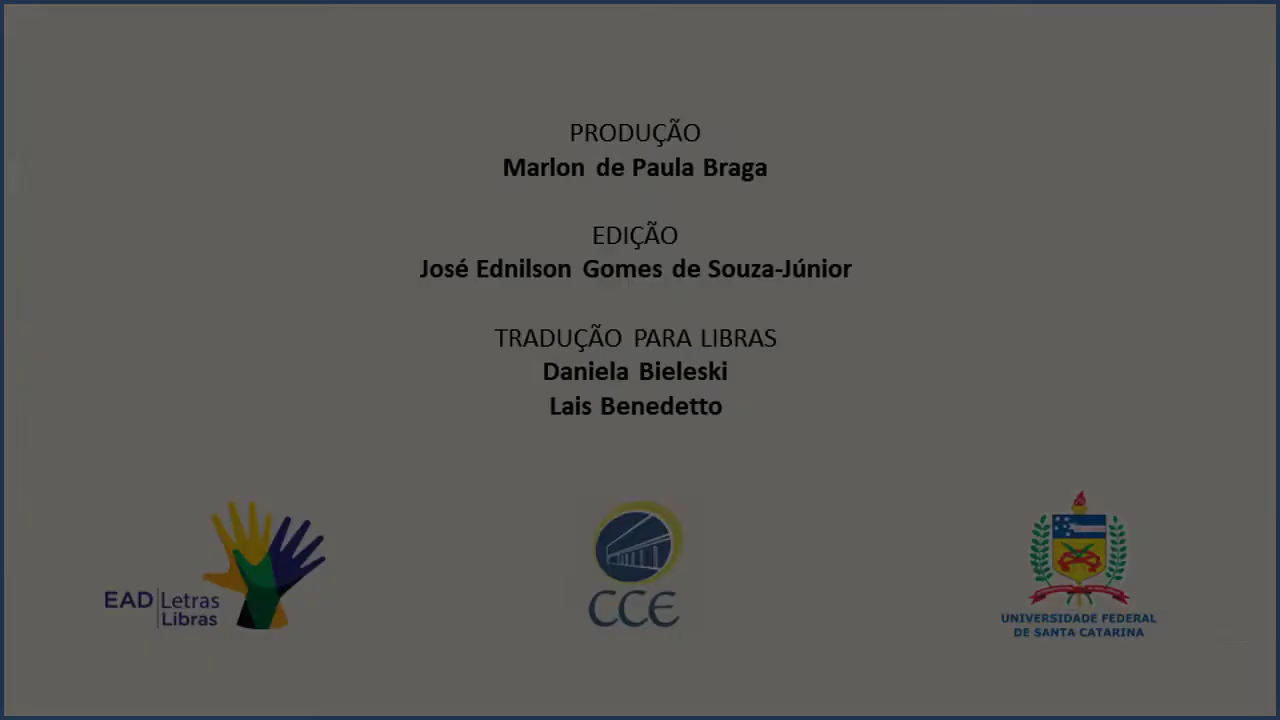 PRODUÇÃO
Marlon de Paula Braga
EDIÇÃO
José Ednilson Gomes de Souza-Júnior
TRADUÇÃO PARA LIBRAS
Daniela Bieleski
Lais Benedetto
EAD Letras
Libras
CCE
UNIVERSIDADE FEDERAL
DE SANTA CATARINA